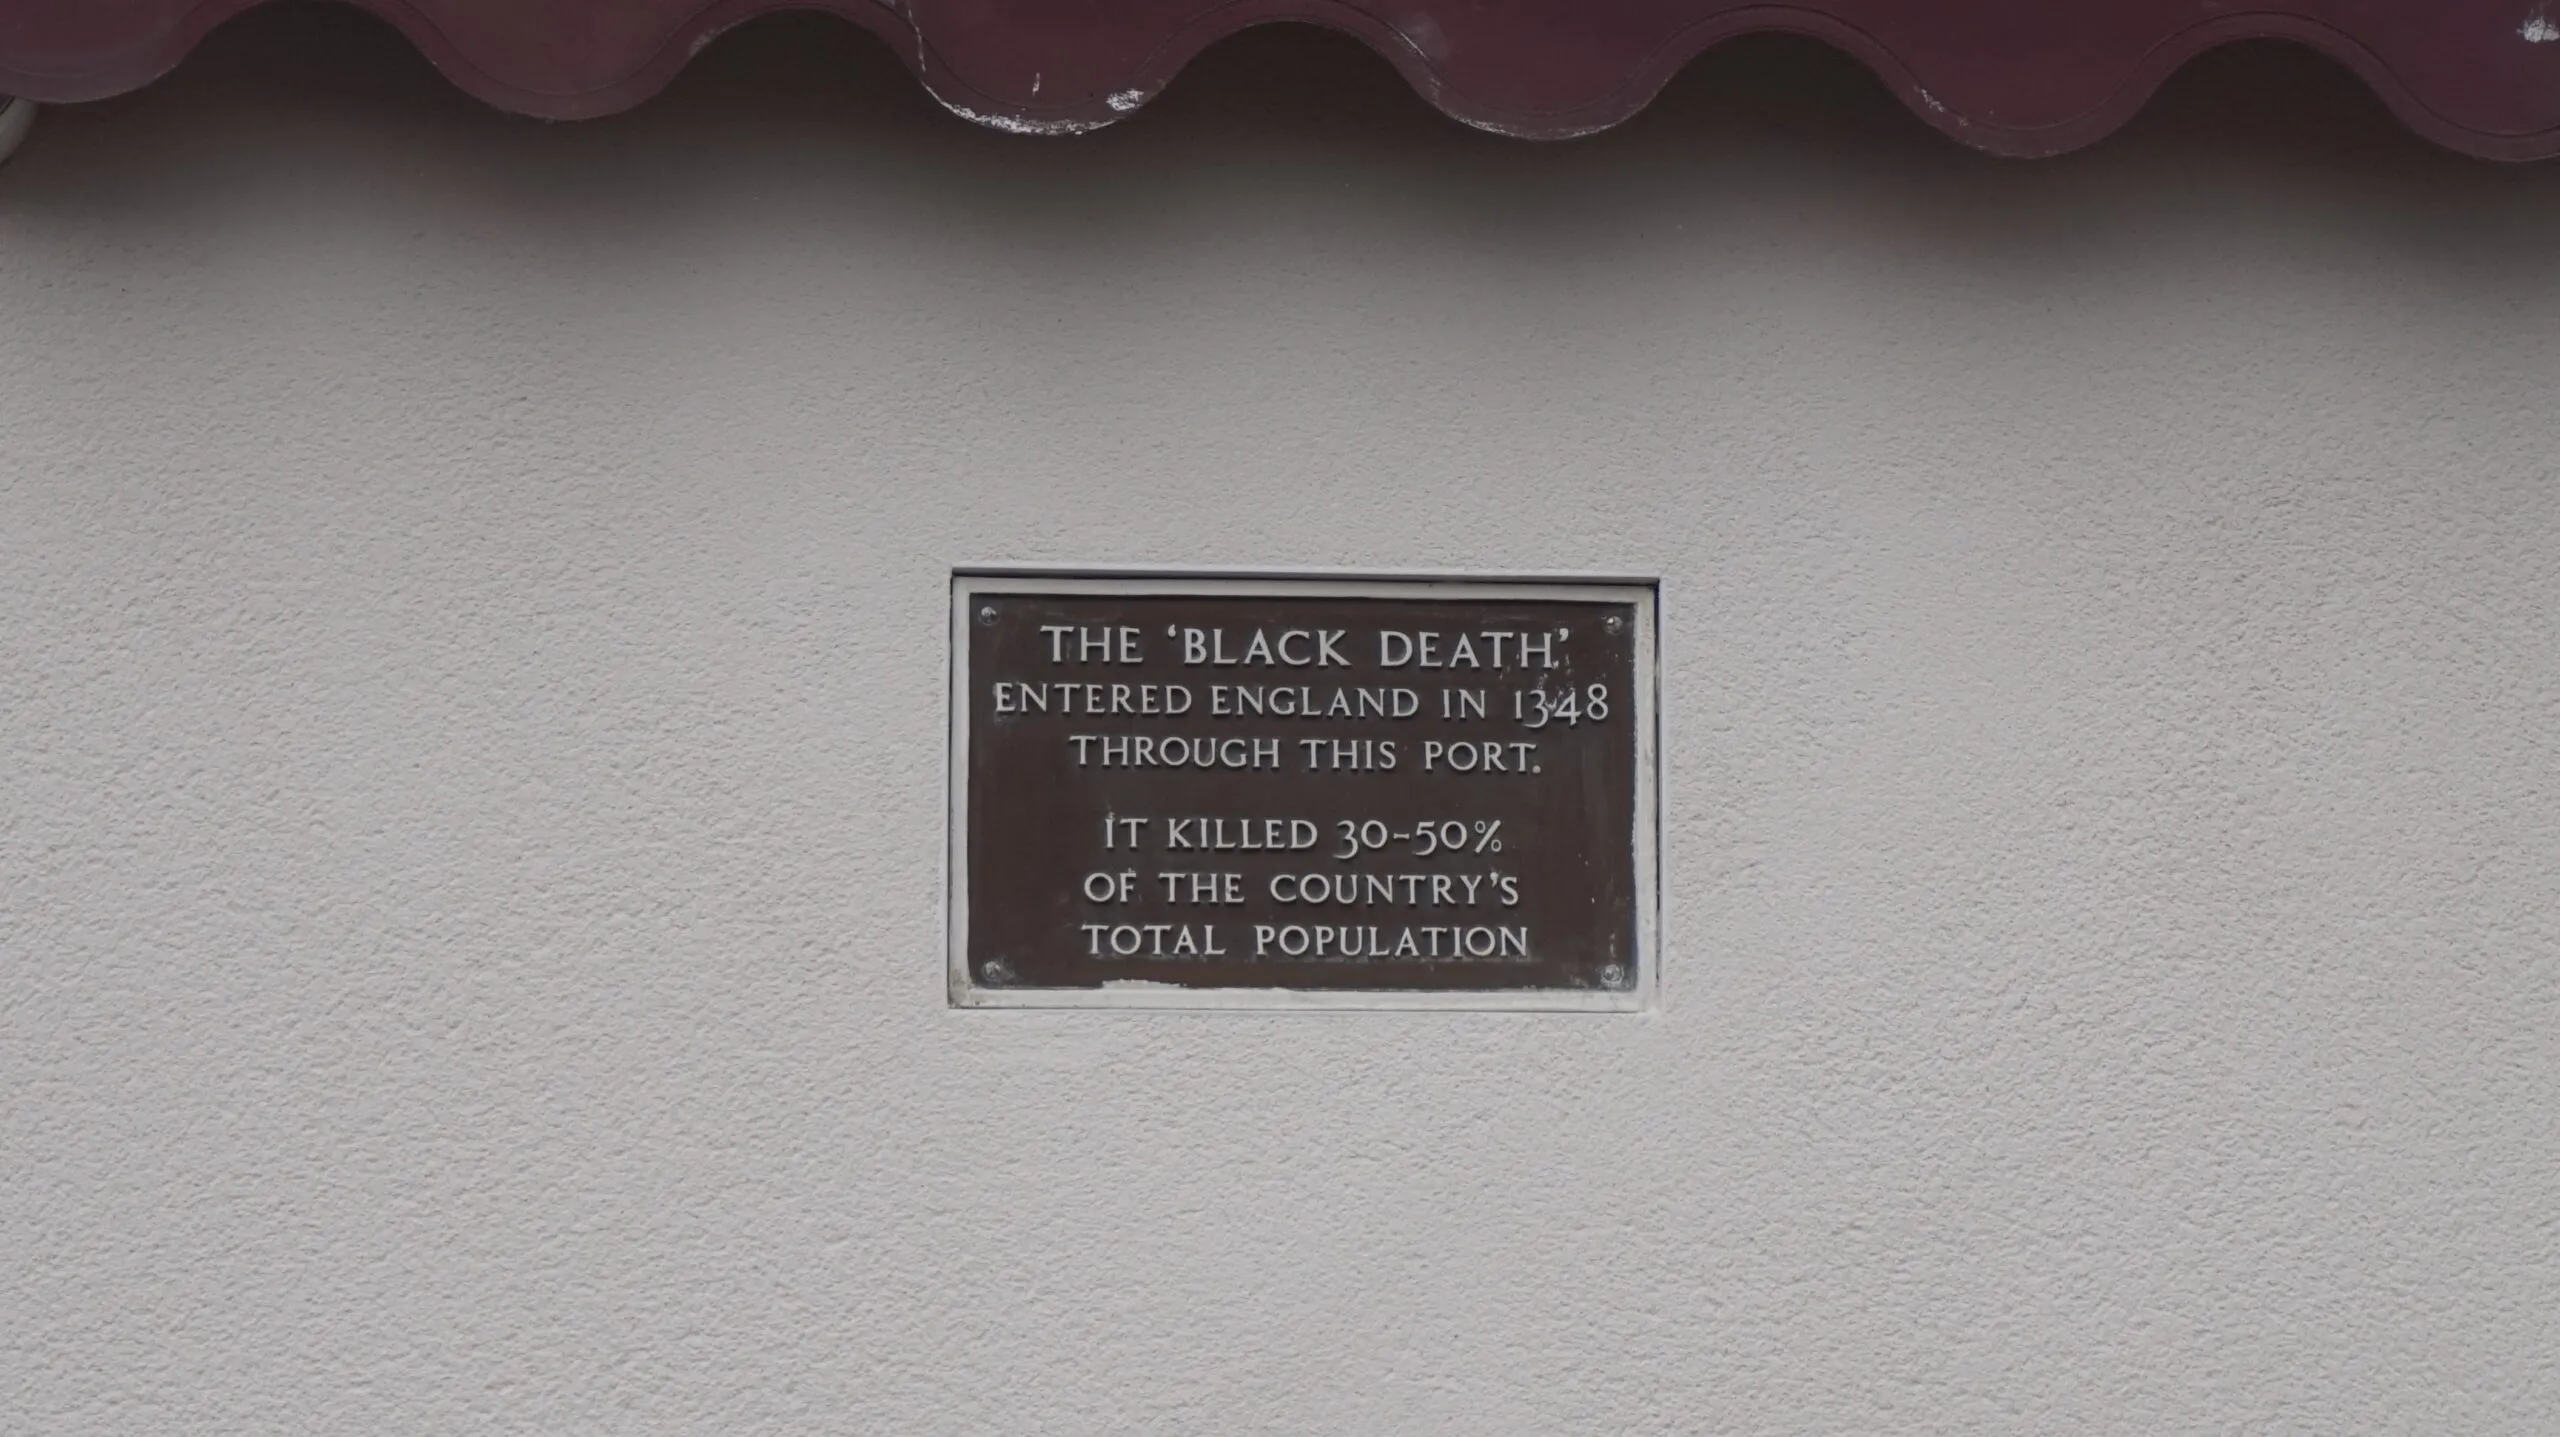 THE ‘BLACK DEATH’
ENTERED ENGLAND IN 1348
THROUGH THIS PORT.
IT KILLED 30-50%
OF THE COUNTRY’S
TOTAL POPULATION